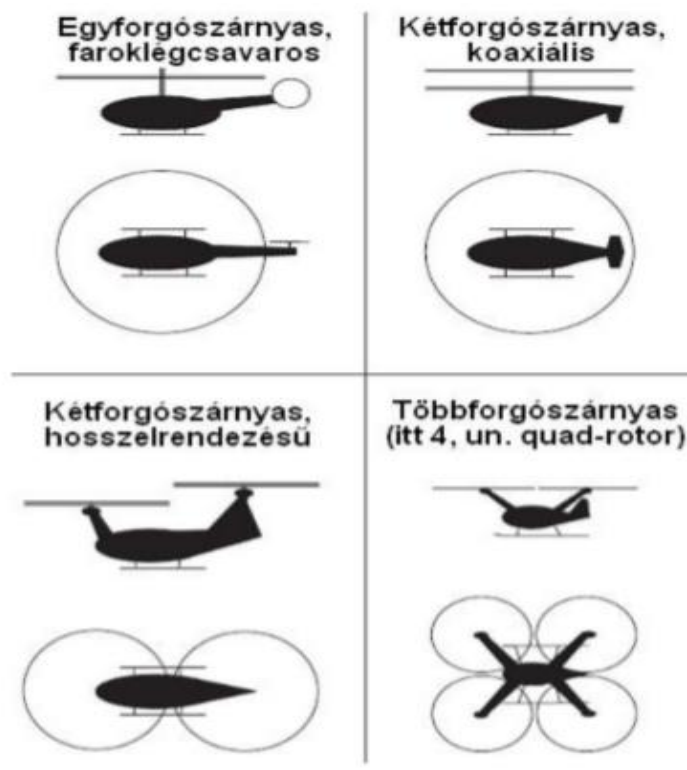 Egyforgószárnyas,
faroklégcsavaros
Kétforgószárnyas,
koaxiális
Kétforgószárnyas,
hosszelrendezésű
Többforgószárnyas
(itt 4, un. quad-rotor)